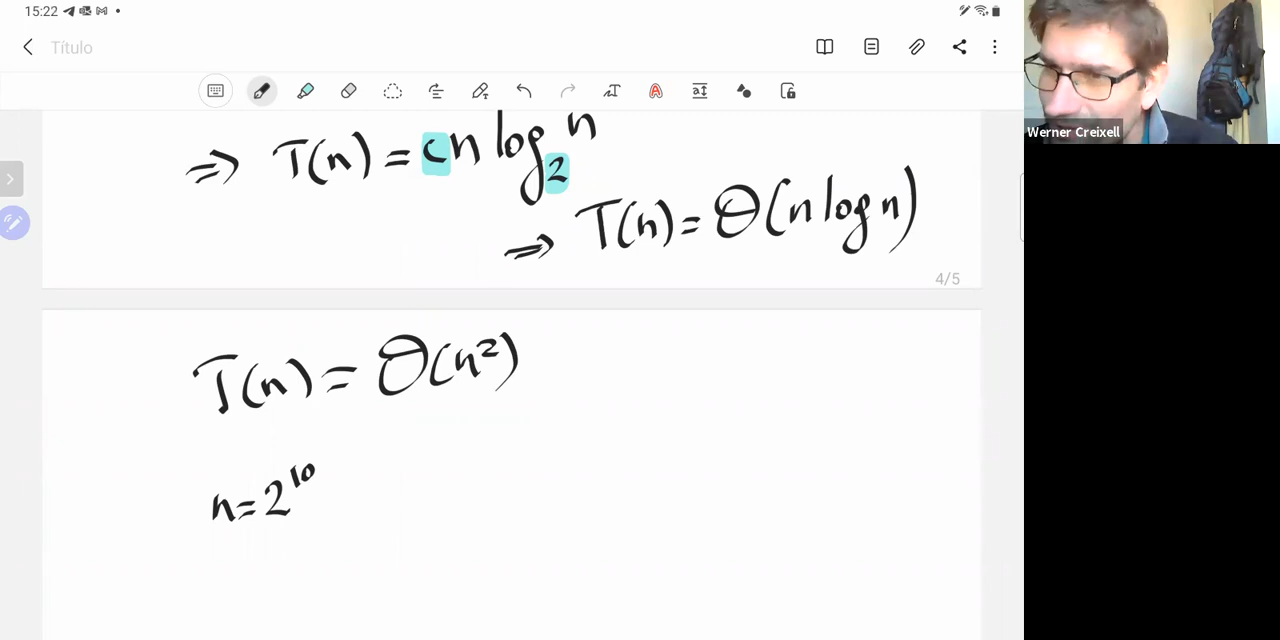 15:22
Título
⇒ T(n) = cn log₂ n
⇒ T(n) = Θ(n log n)
4/5
T(n) = Θ(n²)
n = 2¹⁰
Werner Creixell